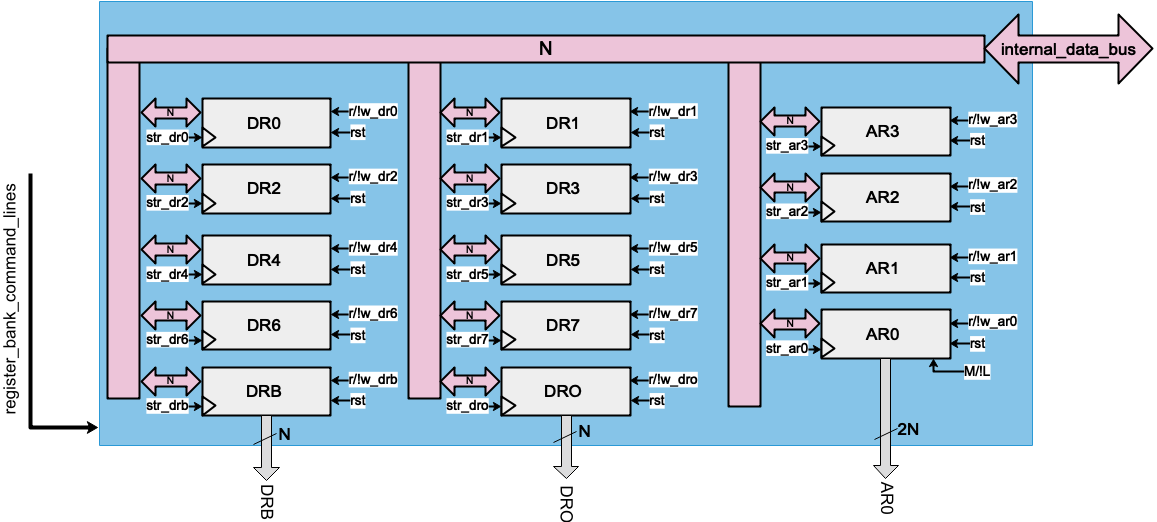 N
internal_data_bus
register_bank_command_lines
N
DR0
str_dr0
r/!w_dr0
rst
N
DR2
str_dr2
r/!w_dr2
rst
N
DR4
str_dr4
r/!w_dr4
rst
N
DR6
str_dr6
r/!w_dr6
rst
N
DRB
str_drb
r/!w_drb
rst
N
DRB
N
DR1
str_dr1
r/!w_dr1
rst
N
DR3
str_dr3
r/!w_dr3
rst
N
DR5
str_dr5
r/!w_dr5
rst
N
DR7
str_dr7
r/!w_dr7
rst
N
DRO
str_dro
r/!w_dro
rst
N
DRO
N
AR3
str_ar3
r/!w_ar3
rst
N
AR2
str_ar2
r/!w_ar2
rst
N
AR1
str_ar1
r/!w_ar1
rst
N
AR0
str_ar0
r/!w_ar0
rst
M/!L
2N
AR0